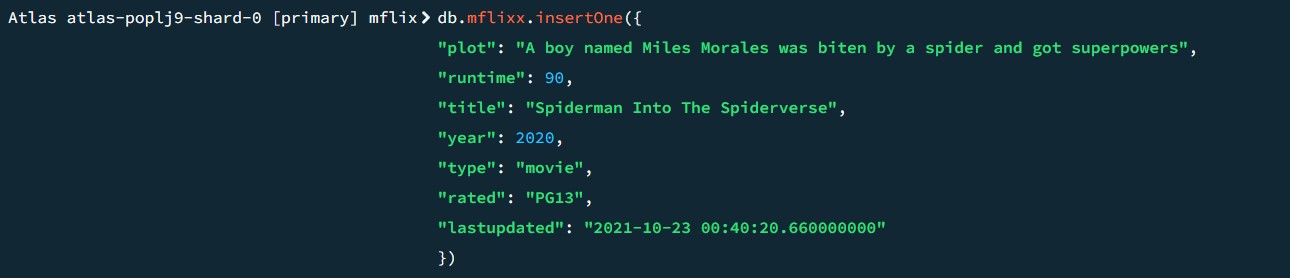 Atlas atlas-poplj9-shard-0 [primary] mflix> db.mflixx.insertOne({
"plot": "A boy named Miles Morales was biten by a spider and got superpowers",
"runtime": 90,
"title": "Spiderman Into The Spiderverse",
"year": 2020,
"type": "movie",
"rated": "PG13",
"lastupdated": "2021-10-23 00:40:20.660000000"
})